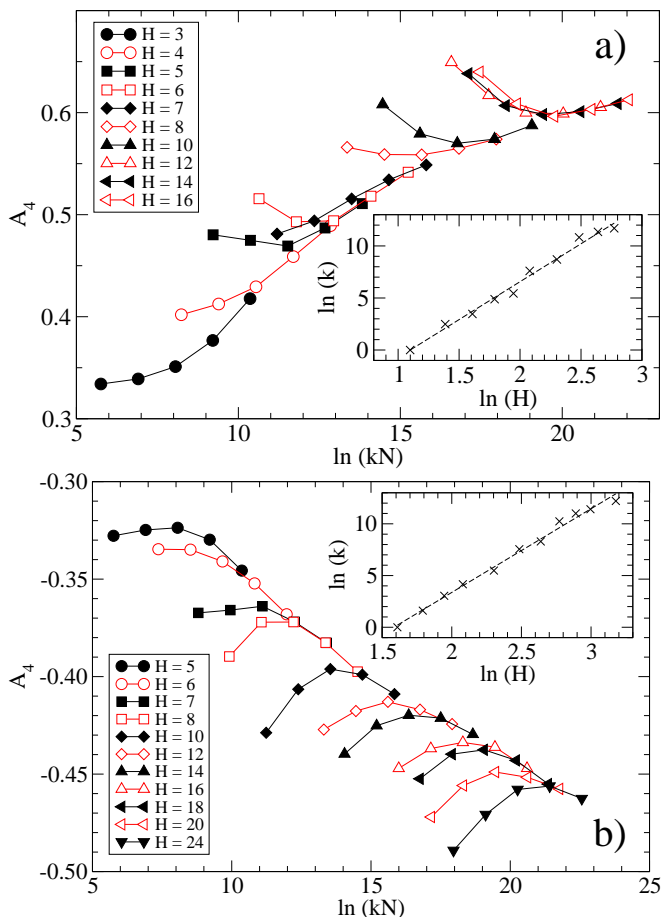 a)
H = 3
H = 4
H = 5
H = 6
H = 7
H = 8
H = 10
H = 12
H = 14
H = 16
0.6
0.5
0.4
0.3
A4
10
15
20
ln (kN)
10
5
0
ln (k)
1
1.5
2
2.5
3
ln (H)
b)
-0.30
-0.35
-0.40
-0.45
-0.50
A4
H = 5
H = 6
H = 7
H = 8
H = 10
H = 12
H = 14
H = 16
H = 18
H = 20
H = 24
5
10
15
20
25
ln (kN)
10
5
0
ln (k)
1.5
2
2.5
3
ln (H)